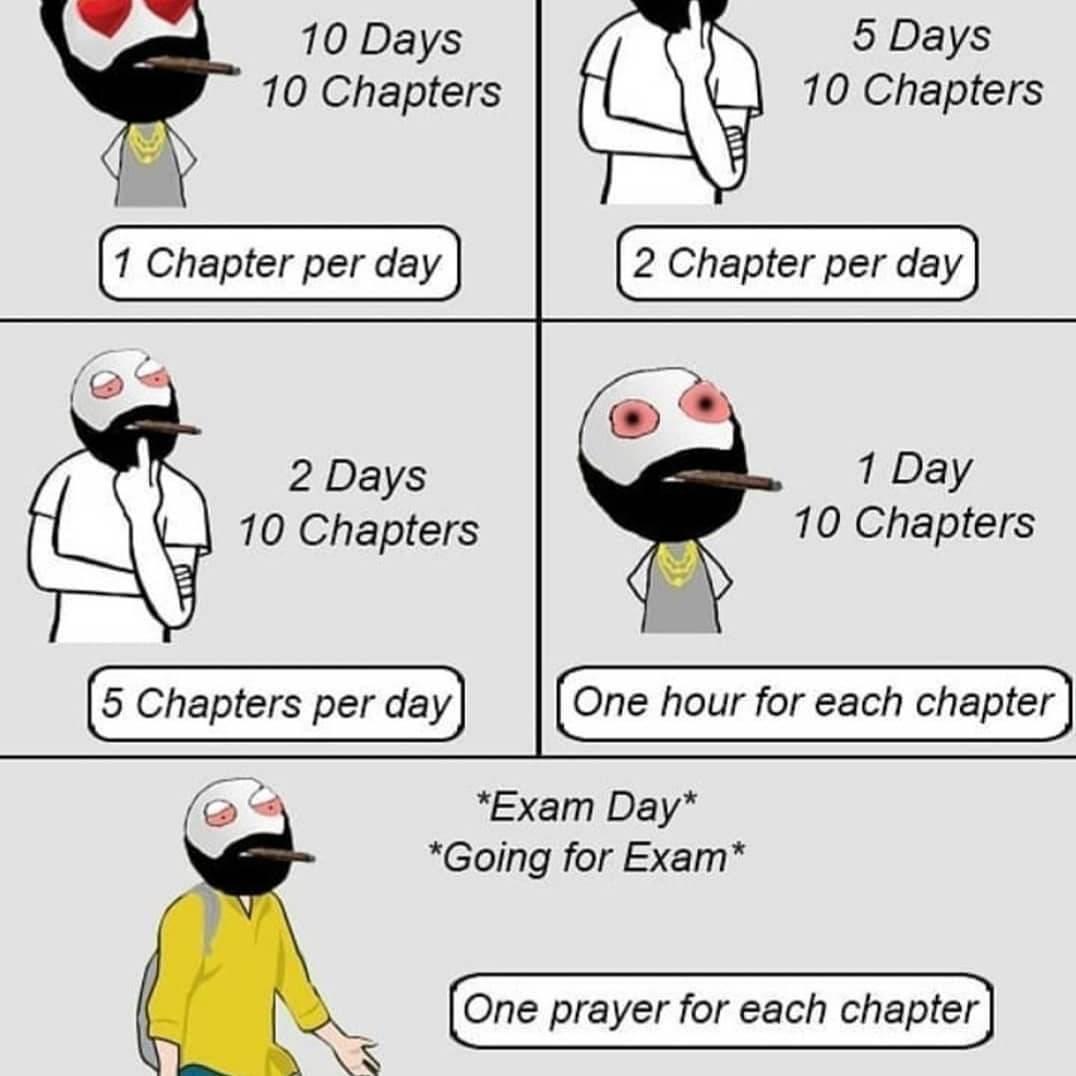 10 Days
10 Chapters
1 Chapter per day
5 Days
10 Chapters
2 Chapter per day
2 Days
10 Chapters
5 Chapters per day
1 Day
10 Chapters
One hour for each chapter
*Exam Day*
*Going for Exam*
One prayer for each chapter